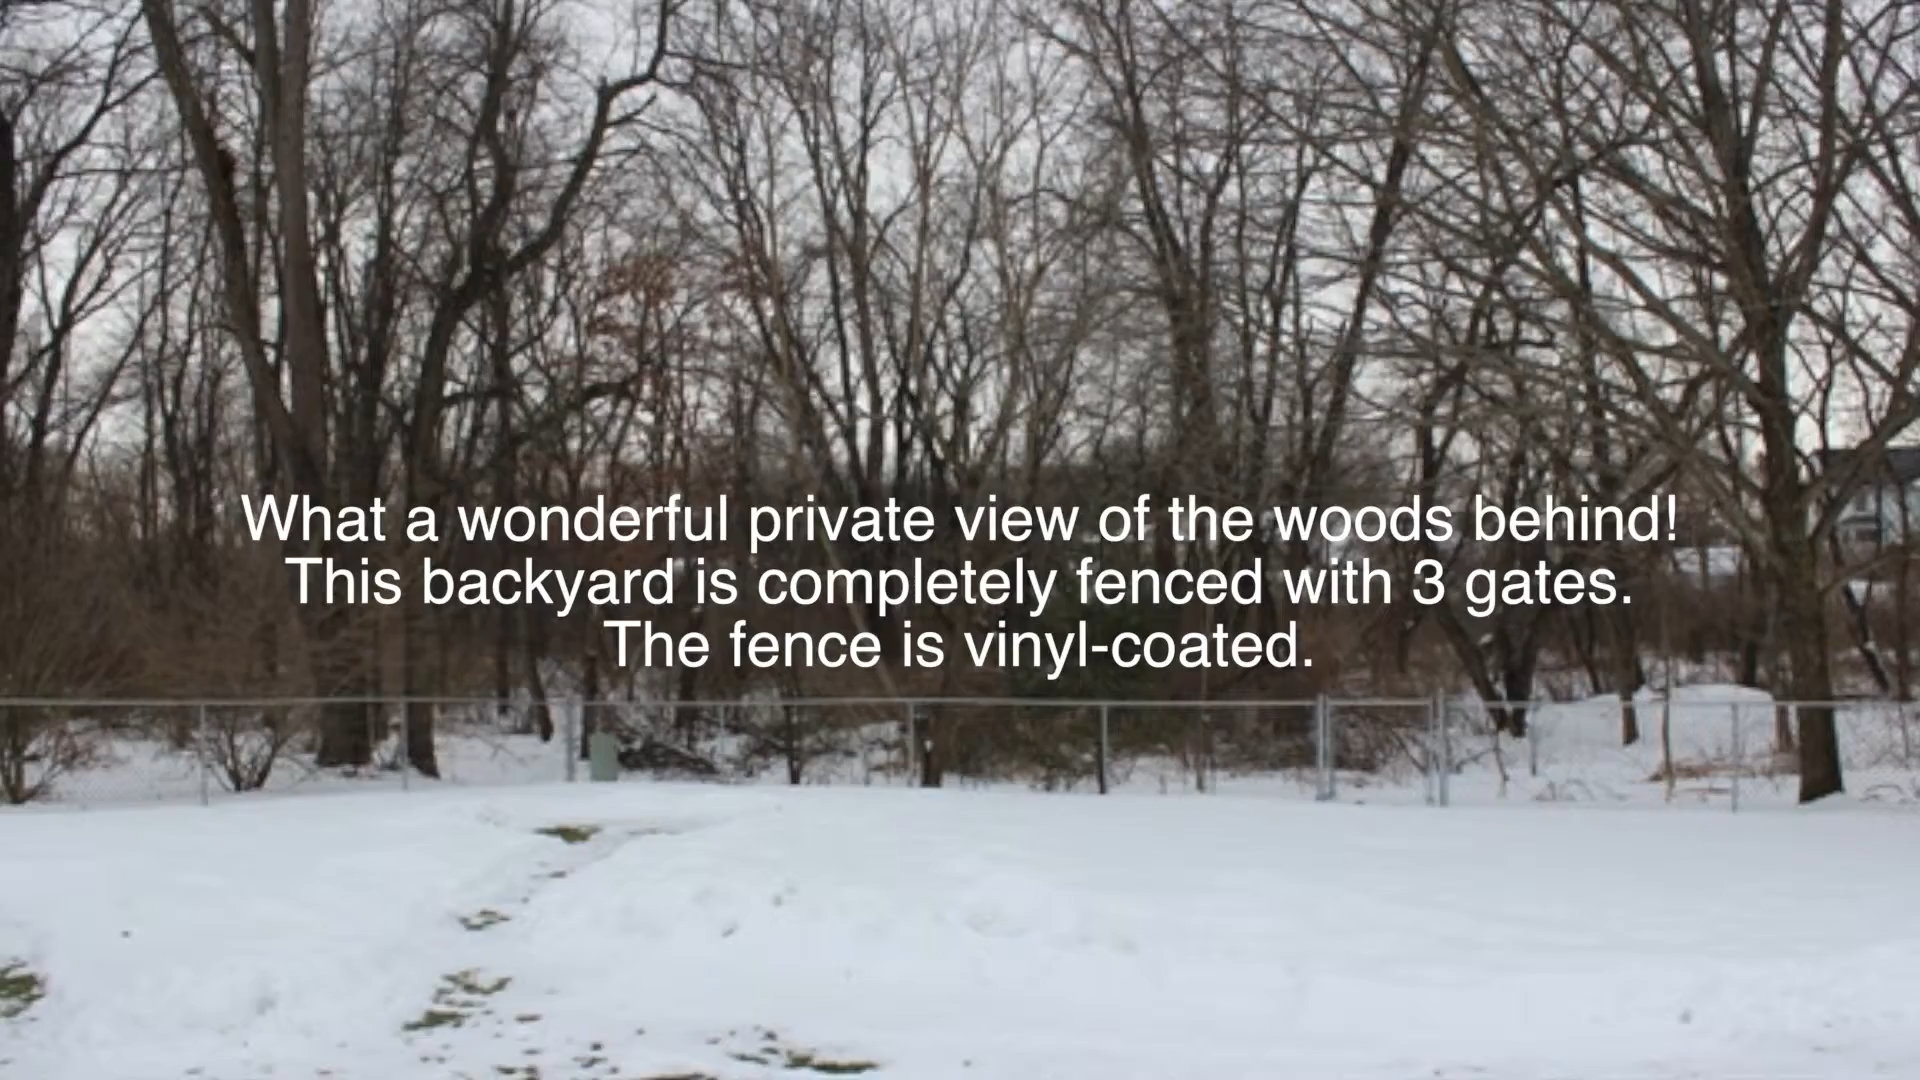 What a wonderful private view of the woods behind!
This backyard is completely fenced with 3 gates.
The fence is vinyl-coated.